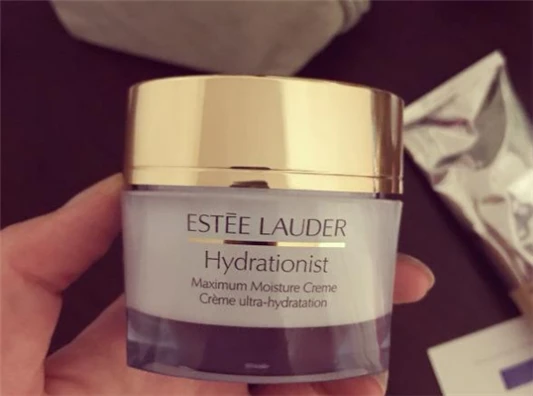 ESTĒE LAUDER
Hydrationist
Maximum Moisture Creme
Crème ultra-hydratation